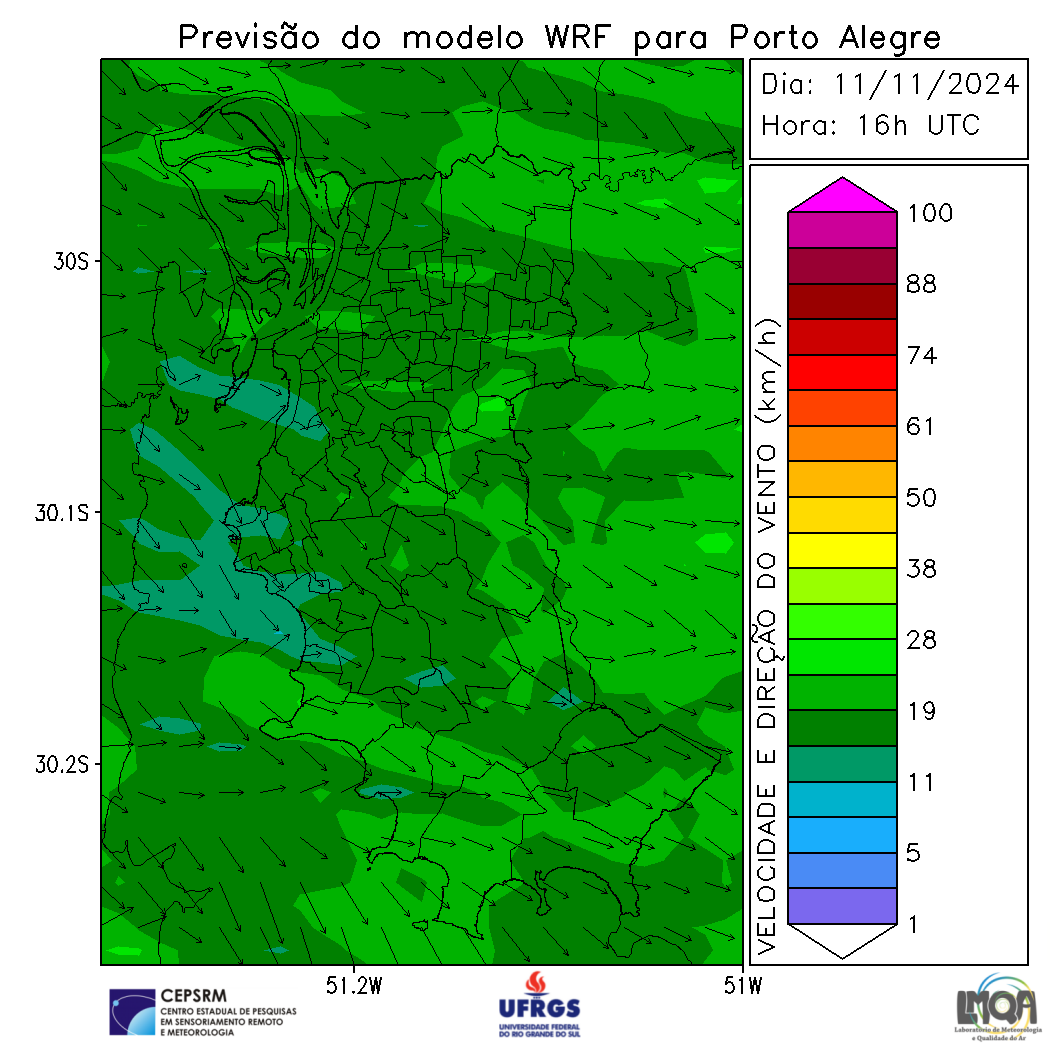 Previsão do modelo WRF para Porto Alegre
Dia: 11/11/2024
Hora: 16h UTC
30S
30.1S
30.2S
51.2W
51W
VELOCIDADE E DIREÇÃO DO VENTO (km/h)
100
88
74
61
50
38
28
19
11
5
1
CEPSRM
CENTRO ESTADUAL DE PESQUISAS
EM SENSORIAMENTO REMOTO
E METEOROLOGIA
UFRGS
UNIVERSIDADE FEDERAL
DO RIO GRANDE DO SUL
LMQA
Laboratório de Meteorologia
e Qualidade do Ar